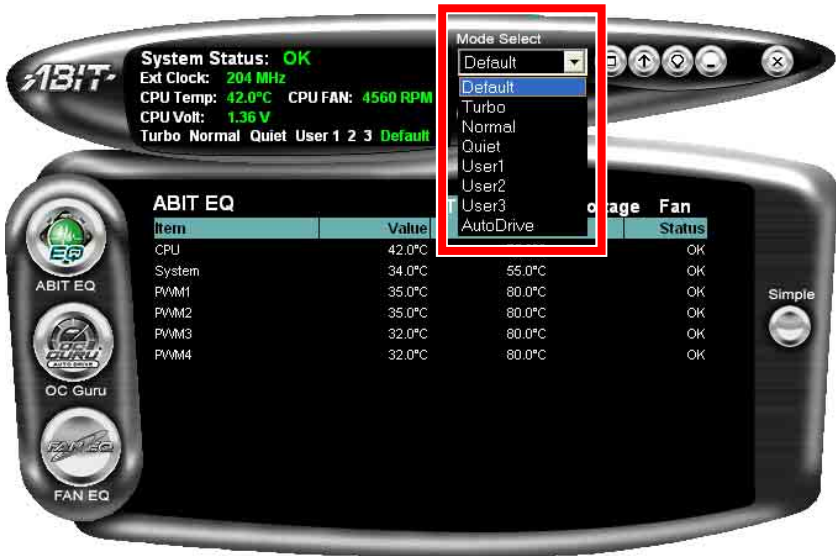 Mode Select
Default
ABIT
System Status: OK
Ext Clock: 204 MHz
CPU Temp: 42.0°C CPU FAN: 4560 RPM
CPU Volt: 1.36 V
Turbo Normal Quiet User 1 2 3 Default
Default
Turbo
Normal
Quiet
User1
User2
User3
AutoDrive
ABIT EQ
Fan
Item Value Status
CPU 42.0°C OK
System 34.0°C 55.0°C OK
PWM1 35.0°C 80.0°C OK
PWM2 35.0°C 80.0°C OK
PWM3 32.0°C 80.0°C OK
PWM4 32.0°C 80.0°C OK
EQ
ABIT EQ
OC GURU
AUTO DRIVE
OC Guru
FAN EQ
FAN EQ
Simple